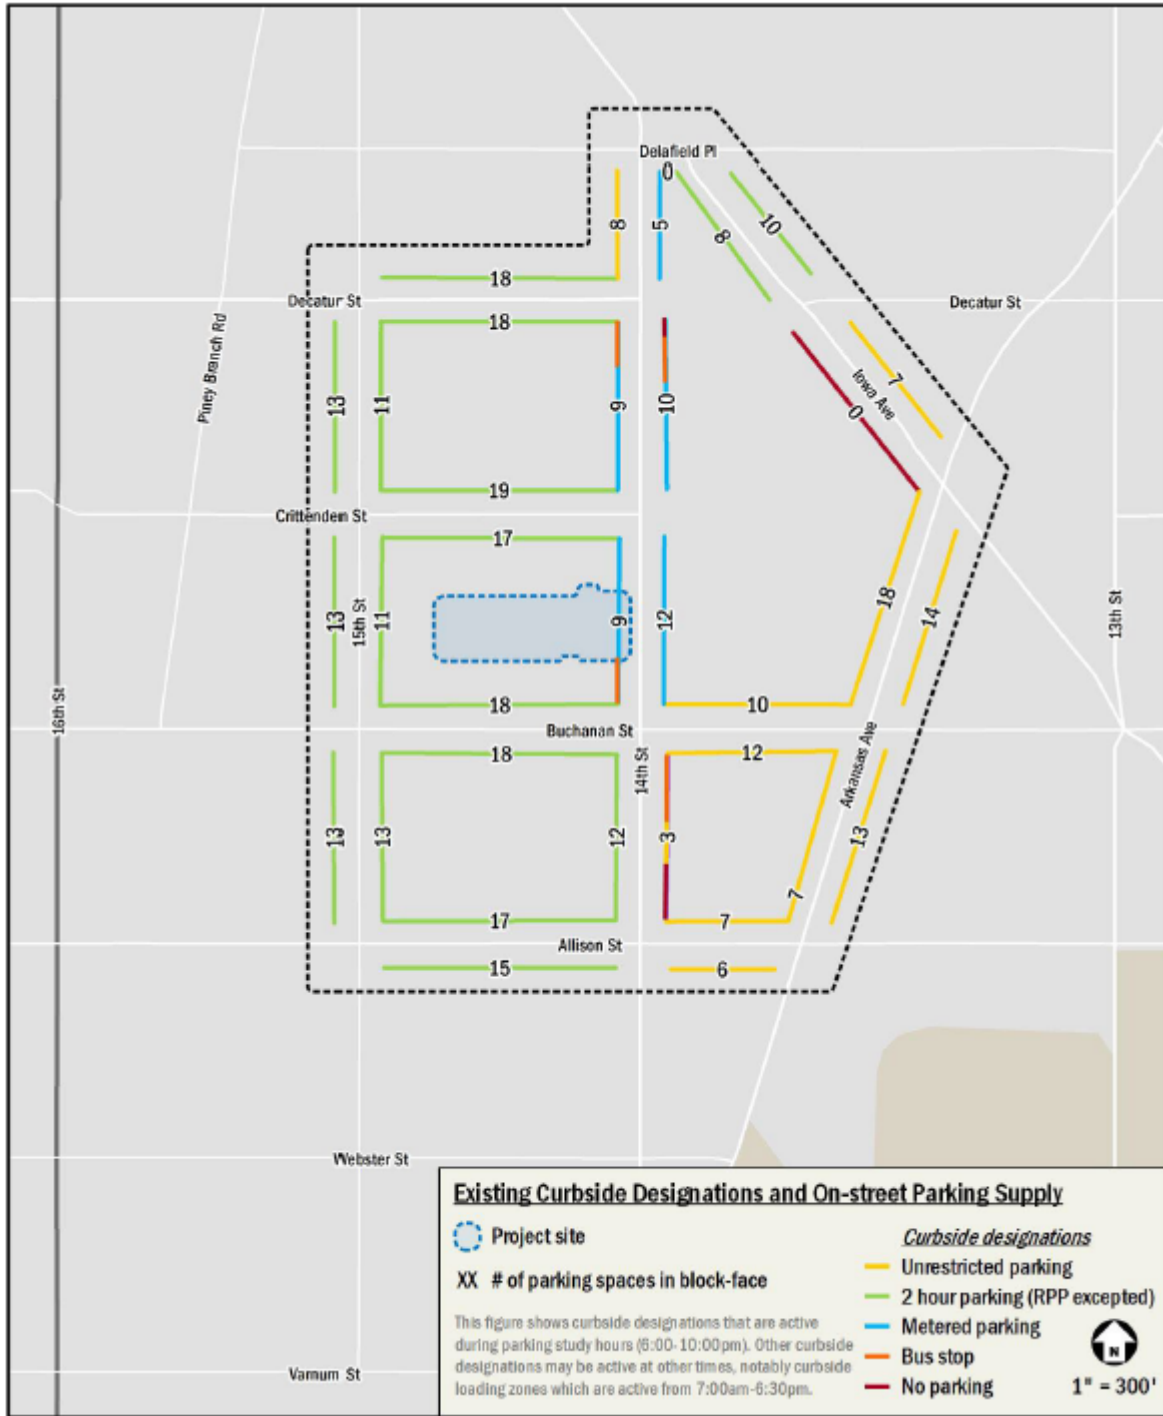 Delafield Pl
0
8
5
8
10
18
Decatur St
Decatur St
18
Piney Branch Rd
13
11
9
10
7
Iowa Ave
0
19
Crittenden St
17
13
15th St
11
9
12
18
14
13th St
16th St
18
10
Buchanan St
18
12
14th St
Arkansas Ave
13
13
12
3
13
7
17
7
Allison St
15
6
Webster St
Varnum St
Existing Curbside Designations and On-street Parking Supply
Project site
XX # of parking spaces in block-face
This figure shows curbside designations that are active
during parking study hours (6:00-10:00pm). Other curbside
designations may be active at other times, notably curbside
loading zones which are active from 7:00am-6:30pm.
Curbside designations
Unrestricted parking
2 hour parking (RPP excepted)
Metered parking
Bus stop
No parking
N
1" = 300'